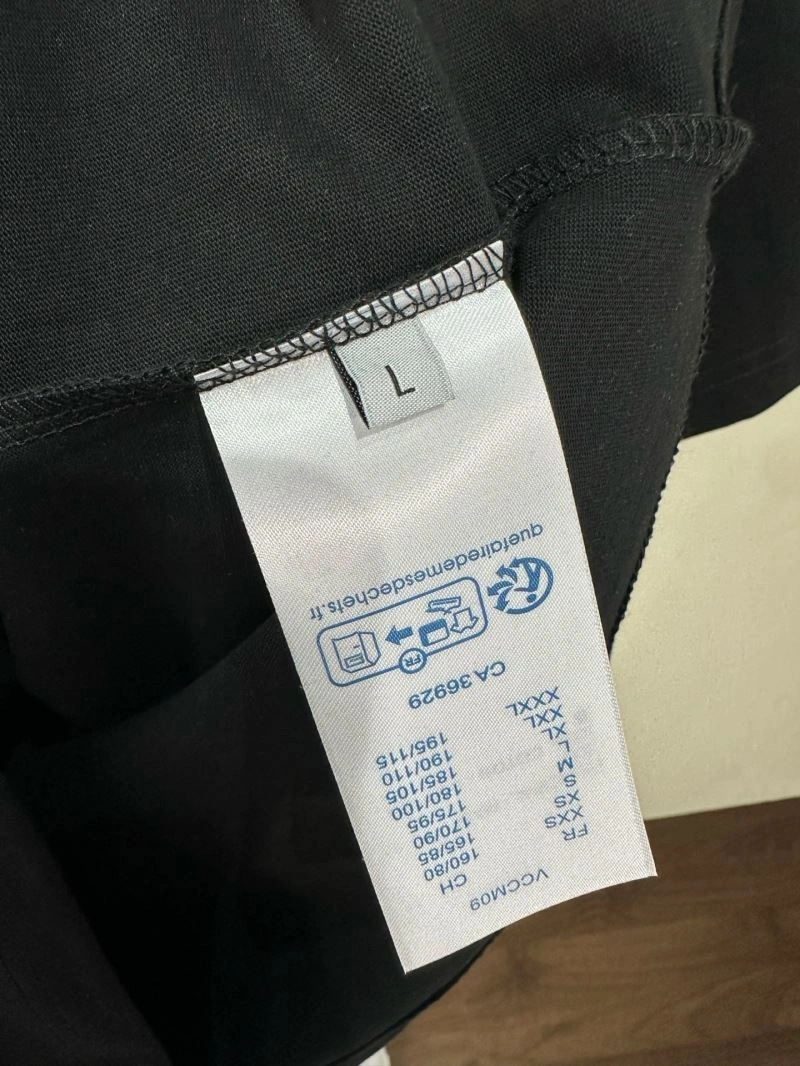 L
VCCM09
FR CH
XXS 160/80
XS 165/85
S 170/90
M 175/95
L 180/100
XL 185/105
XXL 190/110
XXXL 195/115
CA 36929
FR
quefairedemesdechets.fr